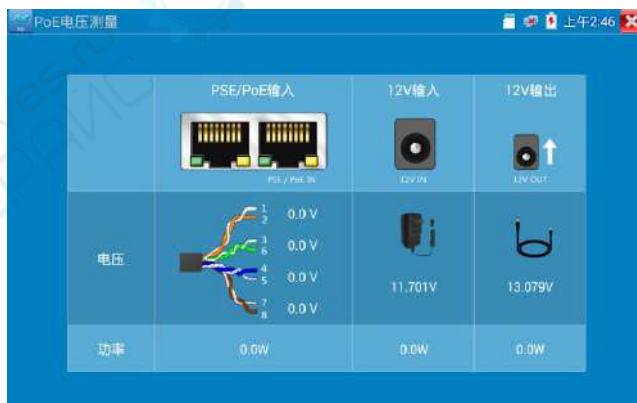 PoE电压测量
上午2:46
PSE/PoE输入
12V输入
12V输出
PSE / PoE IN
12V IN
12V OUT
电压
1
2
0.0 V
3
6
0.0 V
4
5
0.0 V
7
8
0.0 V
11.701V
13.079V
功率
0.0W
0.0W
0.0W